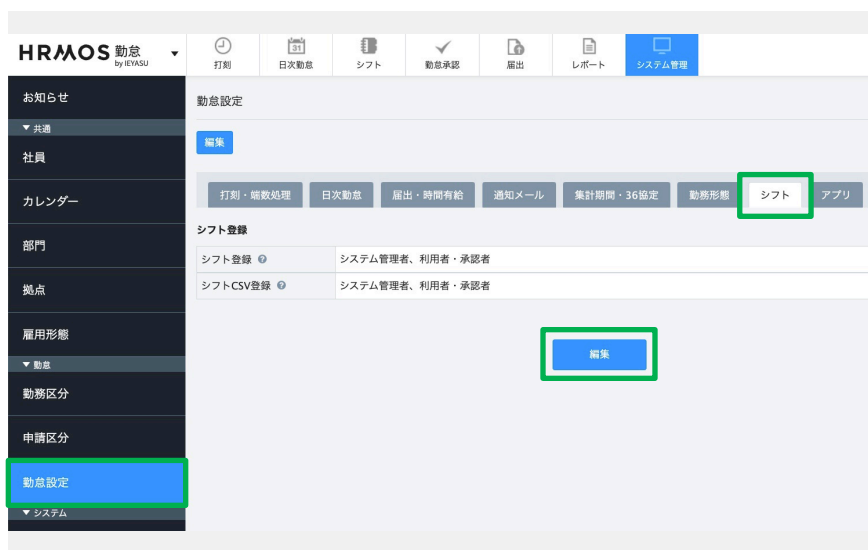 HRMOS 勤怠
by IEYASU
打刻
31
日次勤怠
シフト
勤怠承認
届出
レポート
システム管理
お知らせ
▼ 共通
社員
カレンダー
部門
拠点
雇用形態
▼ 勤怠
勤務区分
申請区分
勤怠設定
▼ システム
勤怠設定
編集
打刻・端数処理 日次勤怠 届出・時間有給 通知メール 集計期間・36協定 勤務形態 シフト アプリ
シフト登録
シフト登録 ? システム管理者、利用者・承認者
シフトCSV登録 ? システム管理者、利用者・承認者
編集